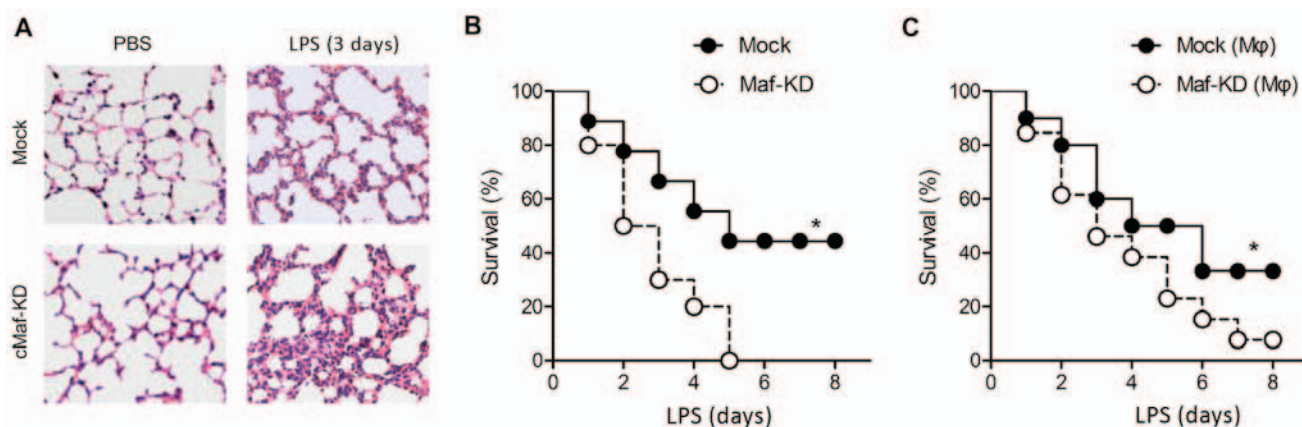 A
PBS
LPS (3 days)
Mock
cMaf-KD
B
Mock
Maf-KD
Survival (%)
100
80
60
40
20
0
*
0 2 4 6 8
LPS (days)
C
Mock (Mφ)
Maf-KD (Mφ)
Survival (%)
100
80
60
40
20
0
*
0 2 4 6 8
LPS (days)